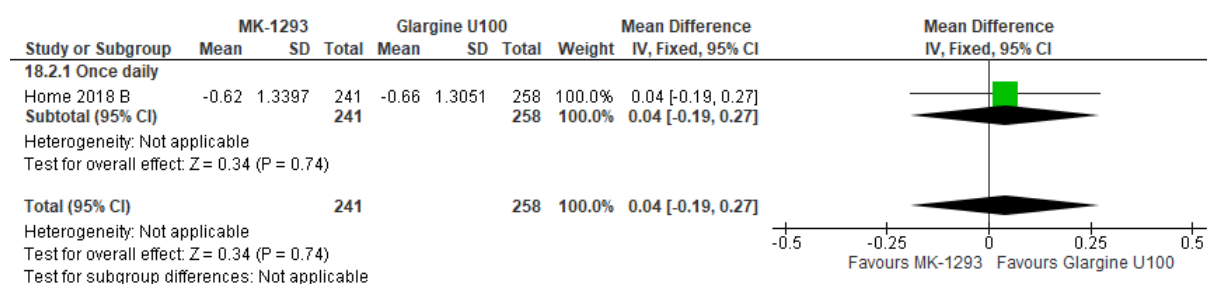 MK-1293 Glargine U100 Mean Difference Mean Difference
Study or Subgroup Mean SD Total Mean SD Total Weight IV, Fixed, 95% CI IV, Fixed, 95% CI
18.2.1 Once daily
Home 2018 B -0.62 1.3397 241 -0.66 1.3051 258 100.0% 0.04 [-0.19, 0.27]
Subtotal (95% CI) 241 258 100.0% 0.04 [-0.19, 0.27]
Heterogeneity: Not applicable
Test for overall effect: Z = 0.34 (P = 0.74)
Total (95% CI) 241 258 100.0% 0.04 [-0.19, 0.27]
Heterogeneity: Not applicable
Test for overall effect: Z = 0.34 (P = 0.74)
Test for subgroup differences: Not applicable
-0.5 -0.25 0 0.25 0.5
Favours MK-1293 Favours Glargine U100